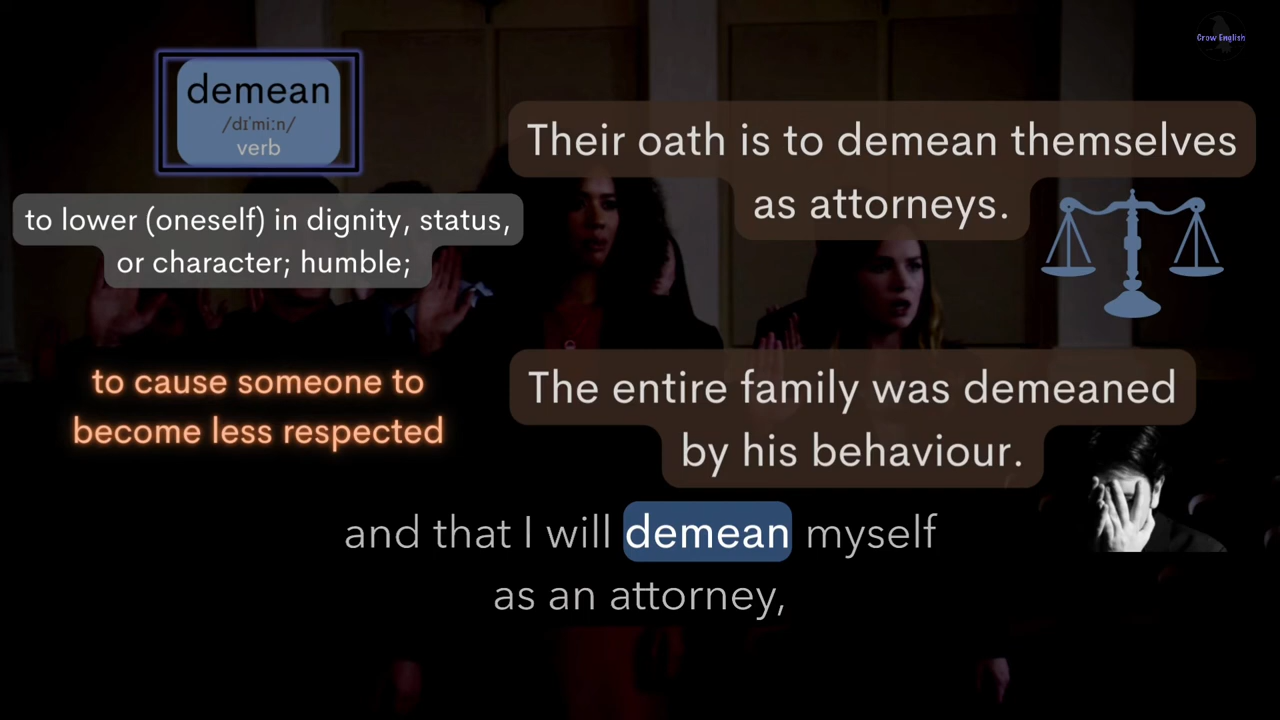 Crow English
demean
/dɪˈmiːn/
verb
to lower (oneself) in dignity, status,
or character; humble;
to cause someone to
become less respected
Their oath is to demean themselves
as attorneys.
The entire family was demeaned
by his behaviour.
and that I will demean myself
as an attorney,